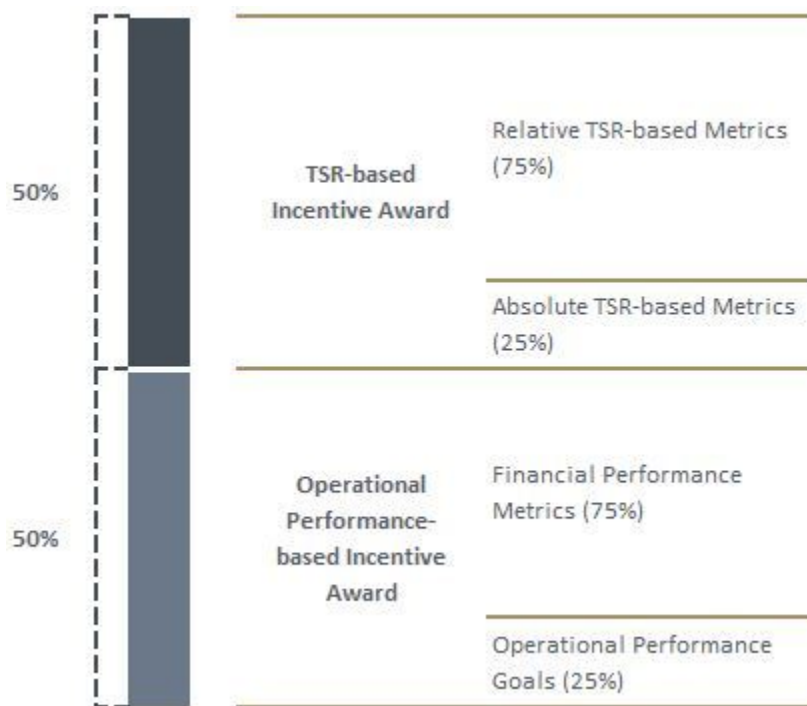 50%
TSR-based
Incentive Award
Relative TSR-based Metrics
(75%)
Absolute TSR-based Metrics
(25%)
50%
Operational
Performance-
based Incentive
Award
Financial Performance
Metrics (75%)
Operational Performance
Goals (25%)